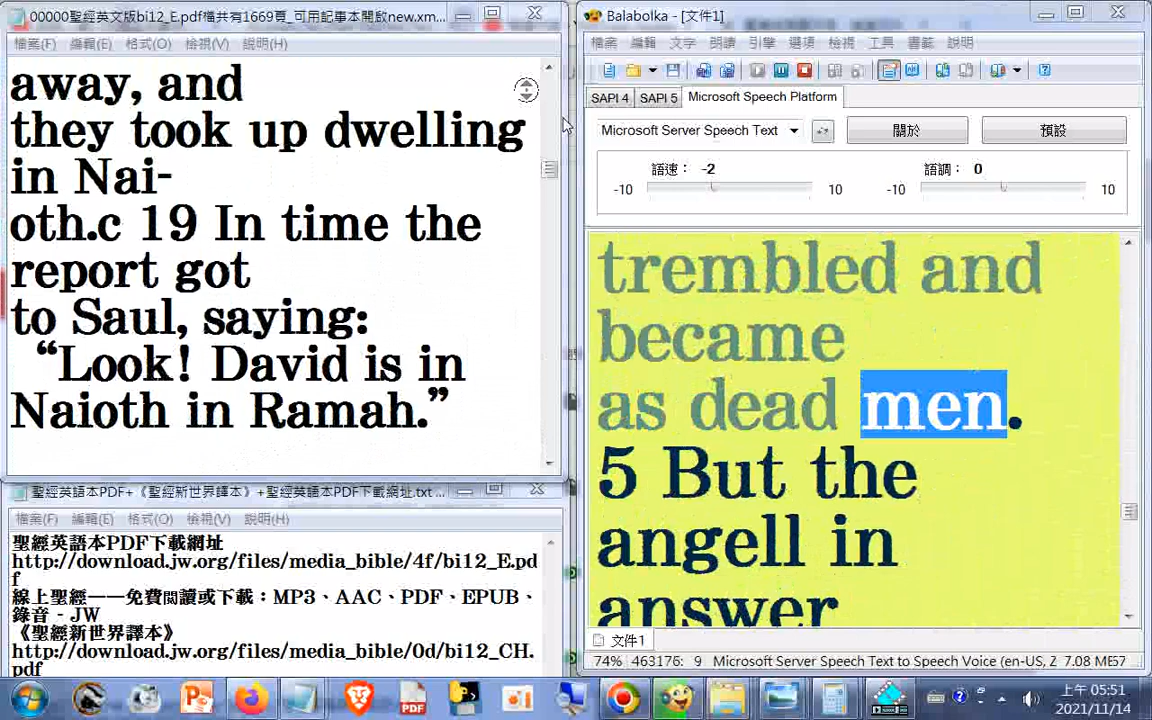 00000聖經英文版bi12_E.pdf檔共有1669頁_可用記事本開啟new.xm...
檔案(F) 編輯(E) 格式(O) 檢視(V) 說明(H)
away, and
they took up dwelling
in Nai-
oth.c 19 In time the
report got
to Saul, saying:
“Look! David is in
Naioth in Ramah.”
聖經英語本PDF+《聖經新世界譯本》+聖經英語本PDF下載網址.txt ...
檔案(F) 編輯(E) 格式(O) 檢視(V) 說明(H)
聖經英語本PDF下載網址
http://download.jw.org/files/media_bible/4f/bi12_E.pd
f
線上聖經——免費閱讀或下載：MP3、AAC、PDF、EPUB、
錄音 - JW
《聖經新世界譯本》
http://download.jw.org/files/media_bible/0d/bi12_CH.
pdf
Balabolka - [文件1]
檔案 編輯 文字 朗讀 引擎 選項 檢視 工具 書籤 說明
SAPI 4 SAPI 5 Microsoft Speech Platform
Microsoft Server Speech Text 關於 預設
語速： -2 語調： 0
-10 10 -10 10
trembled and
became
as dead men.
5 But the
angell in
answer
文件1
74% 463176: 9 Microsoft Server Speech Text to Speech Voice (en-US, Z 7.08 ME57
上午 05:51
2021/11/14